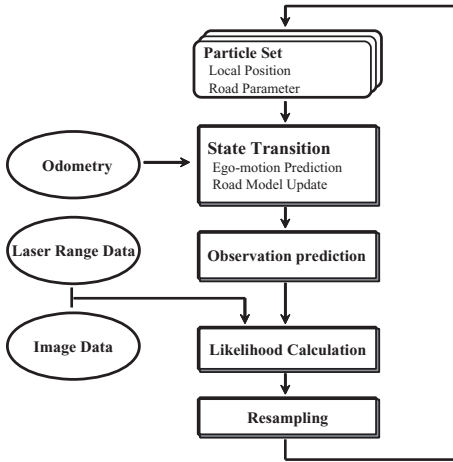 Particle Set
Local Position
Road Parameter
State Transition
Ego-motion Prediction
Road Model Update
Odometry
Laser Range Data
Observation prediction
Image Data
Likelihood Calculation
Resampling